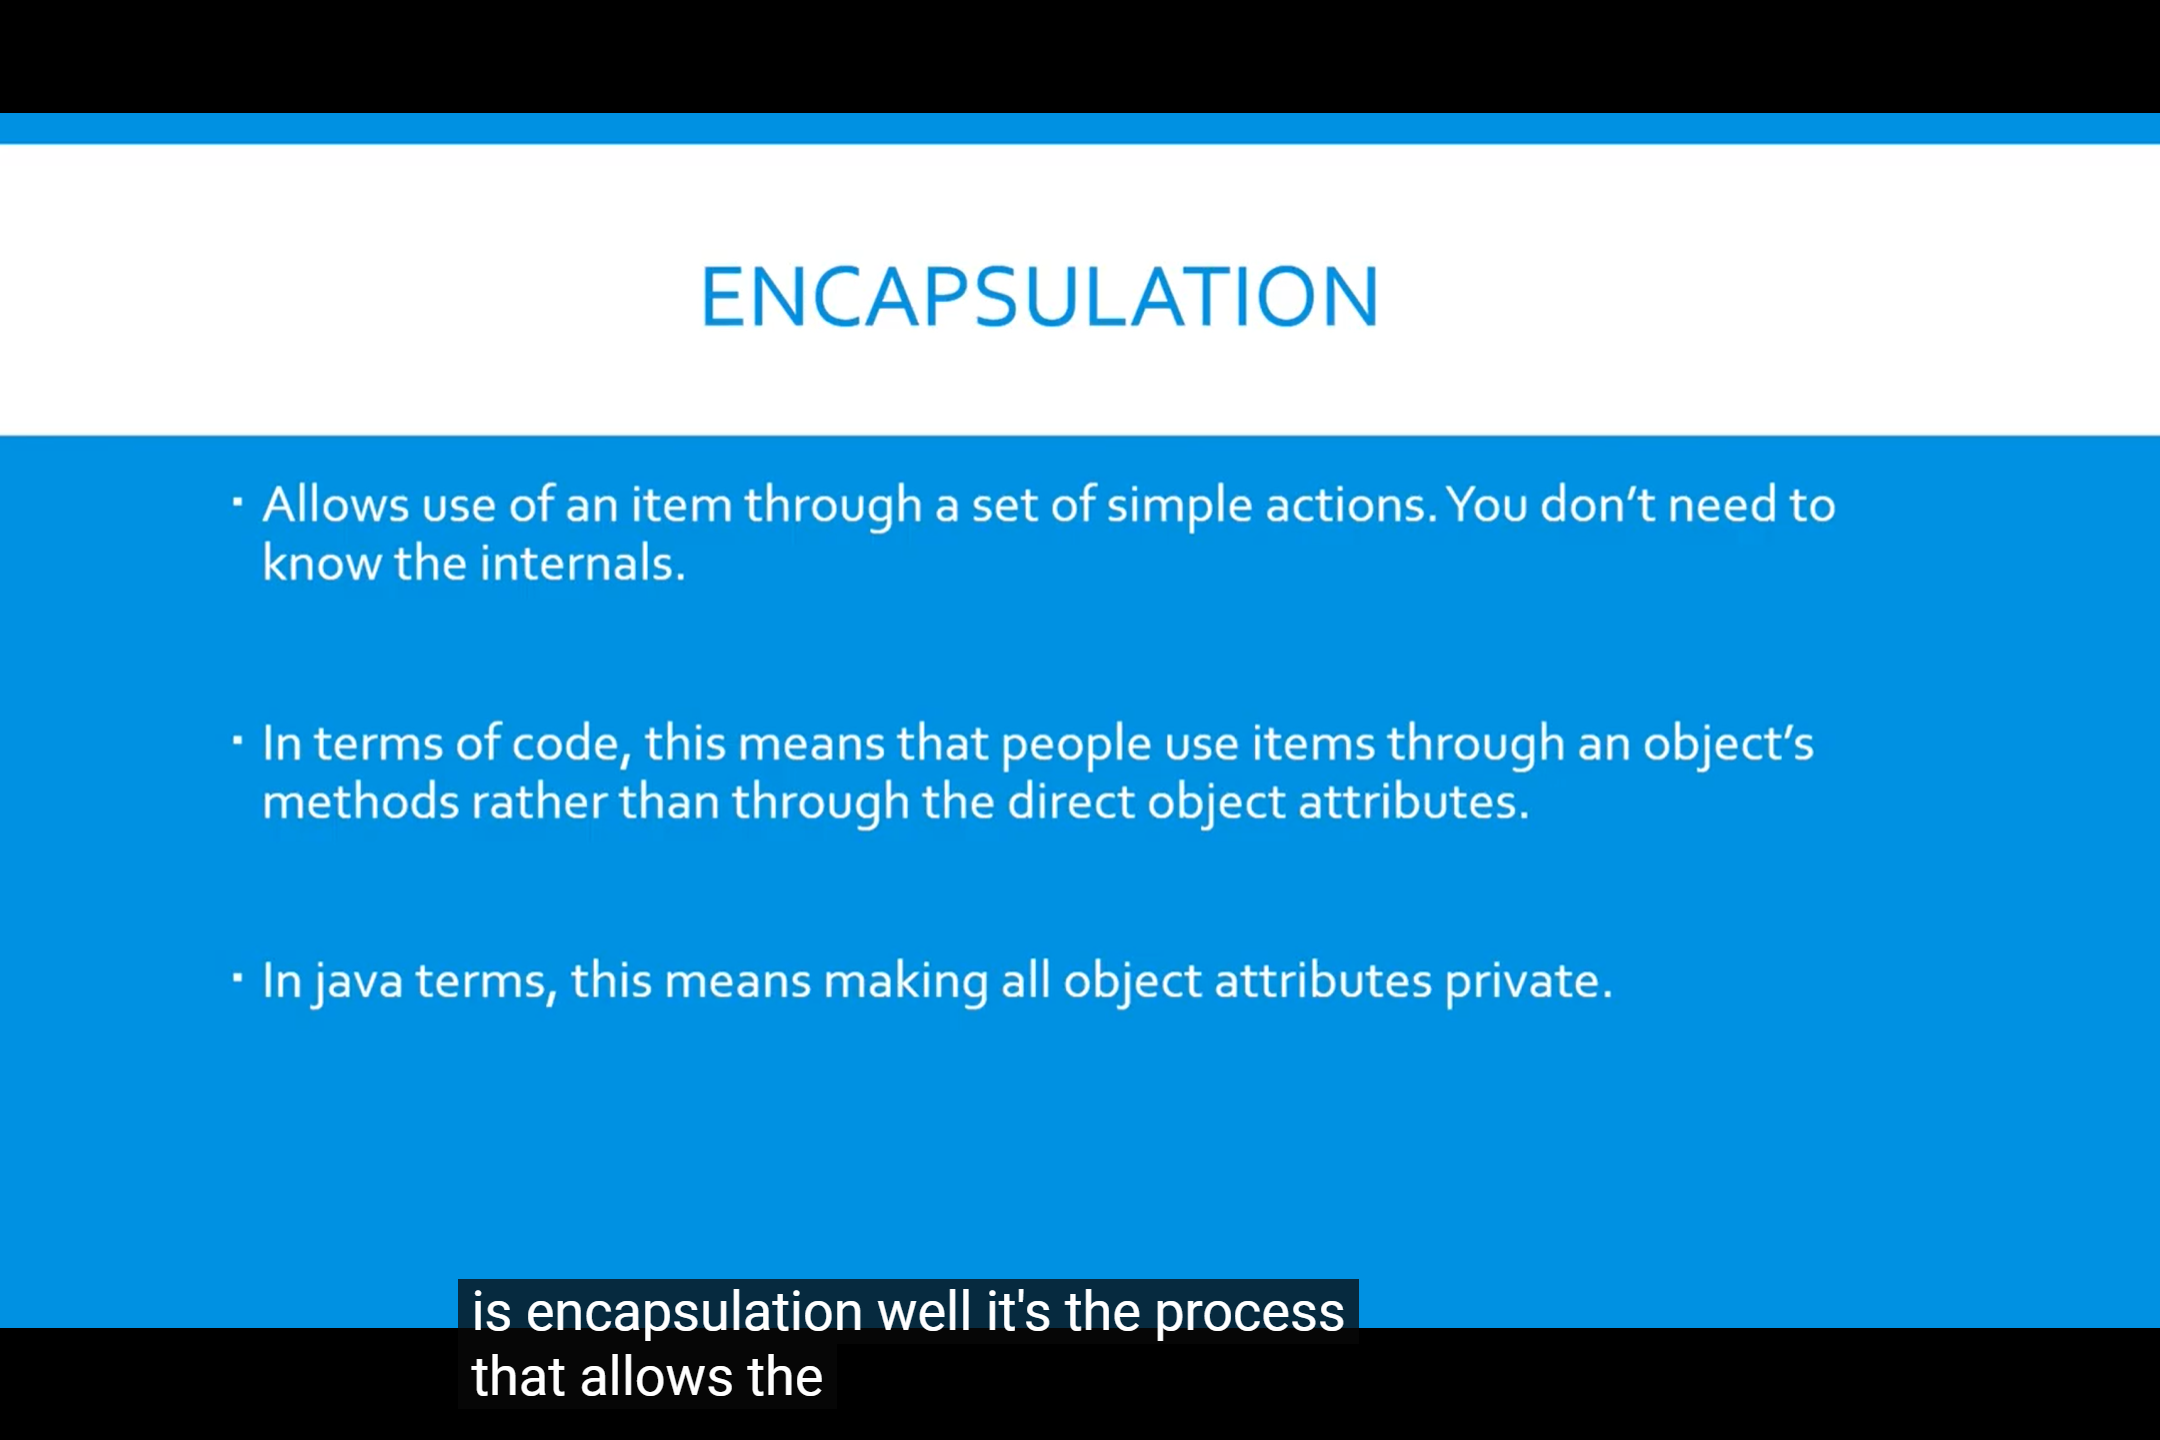 ENCAPSULATION
▪ Allows use of an item through a set of simple actions. You don’t need to
know the internals.
▪ In terms of code, this means that people use items through an object’s
methods rather than through the direct object attributes.
▪ In java terms, this means making all object attributes private.
is encapsulation well it's the process
that allows the